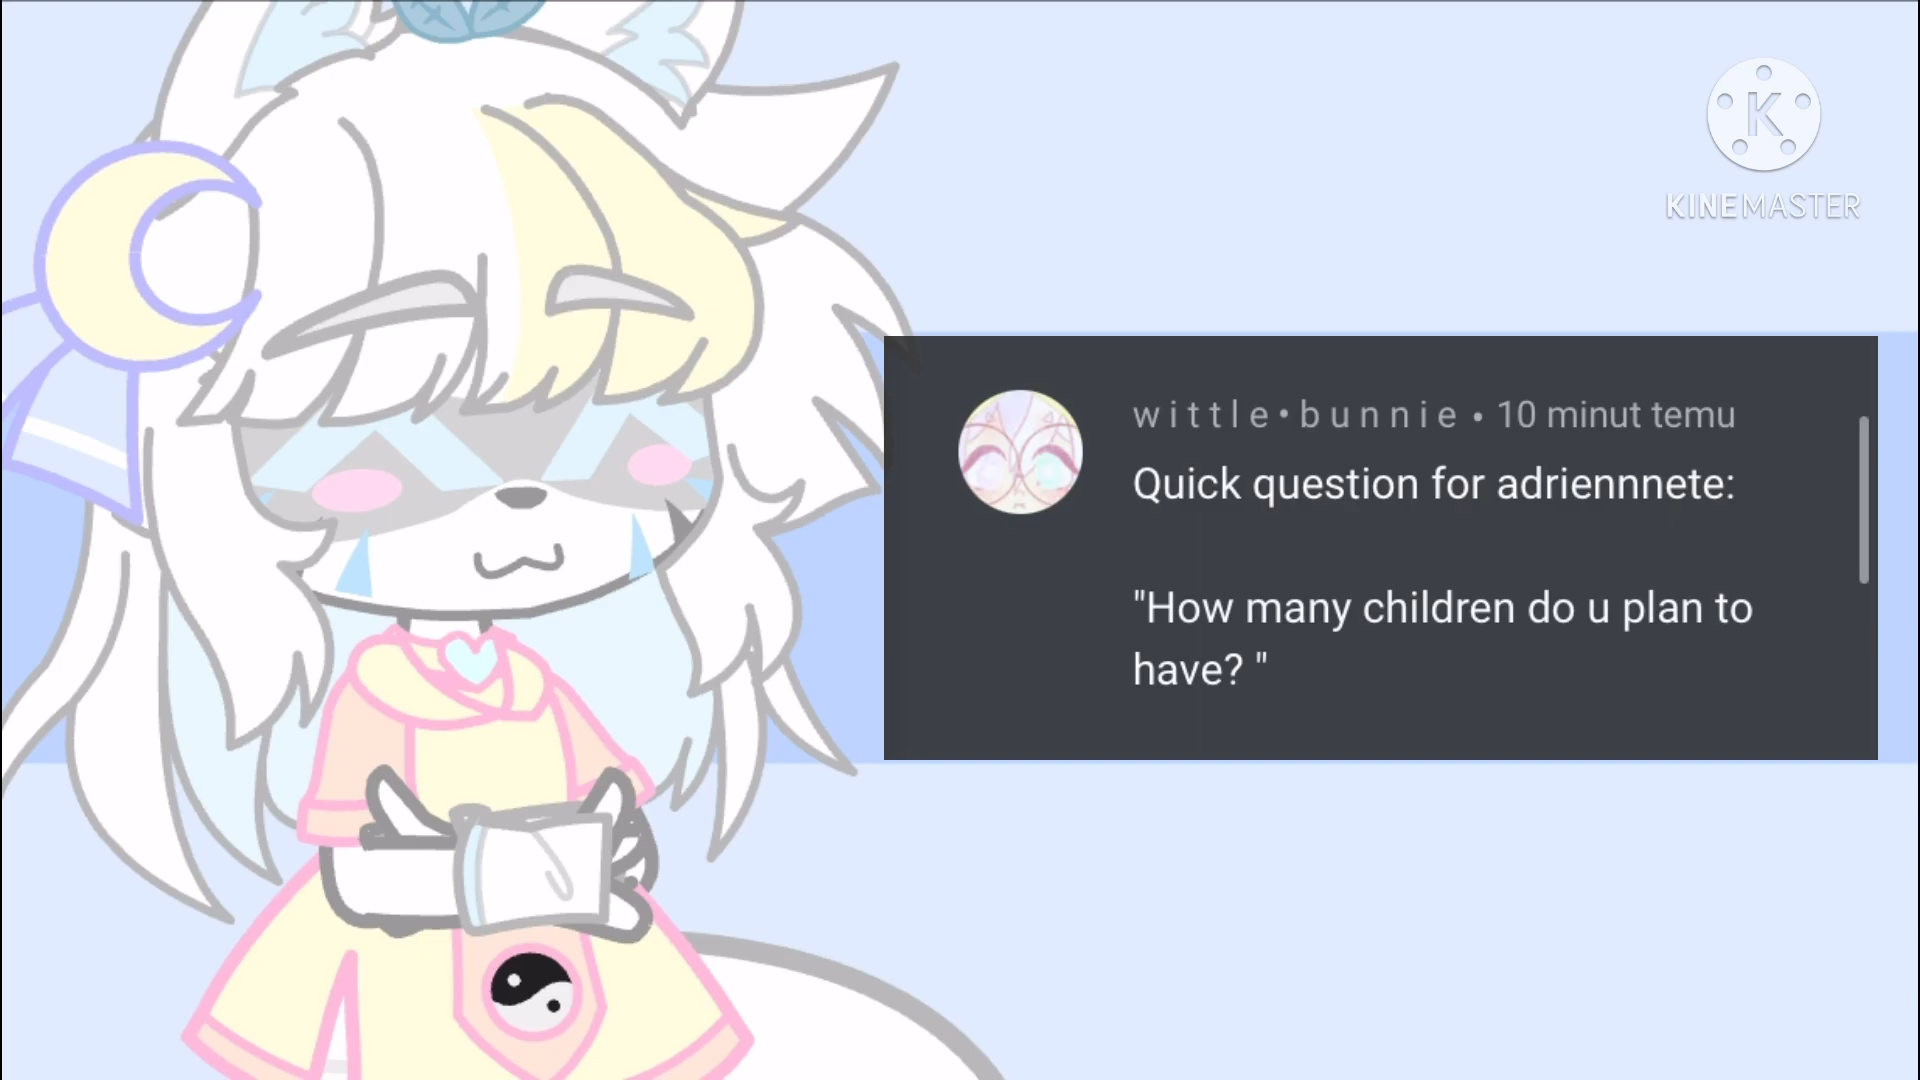 K
KINEMASTER
w i t t l e • b u n n i e • 10 minut temu
Quick question for adriennnete:
"How many children do u plan to
have? "